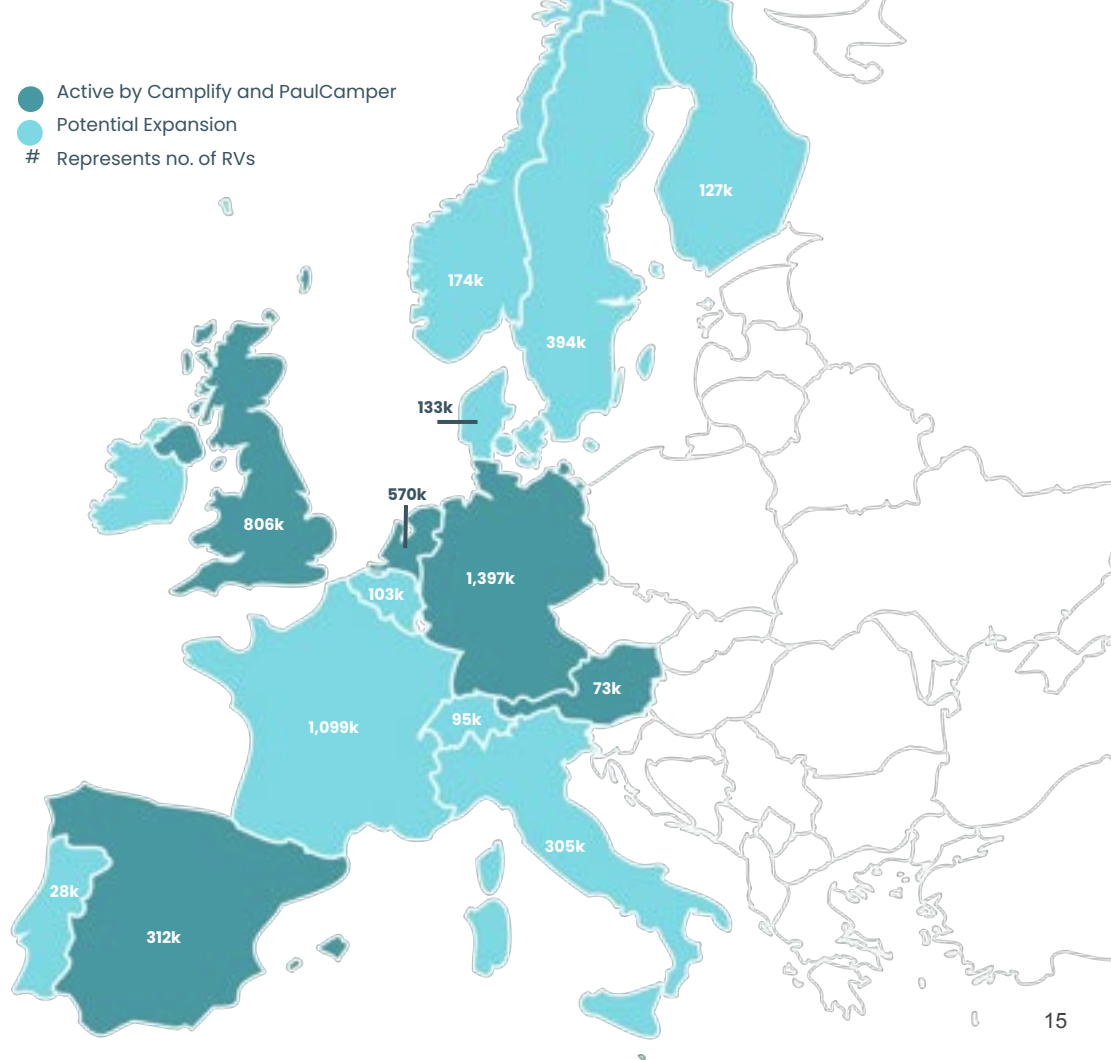 Active by Camplify and PaulCamper
Potential Expansion
# Represents no. of RVs
127k
174k
394k
133k
570k
806k
1,397k
103k
73k
95k
1,099k
305k
28k
312k
15